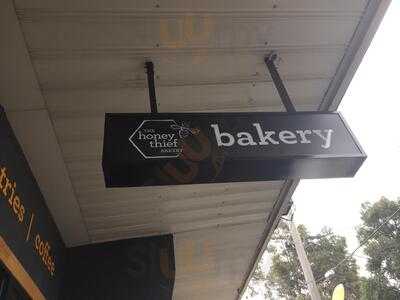 THE
honey
thief
BAKERY
bakery
tries | coffee